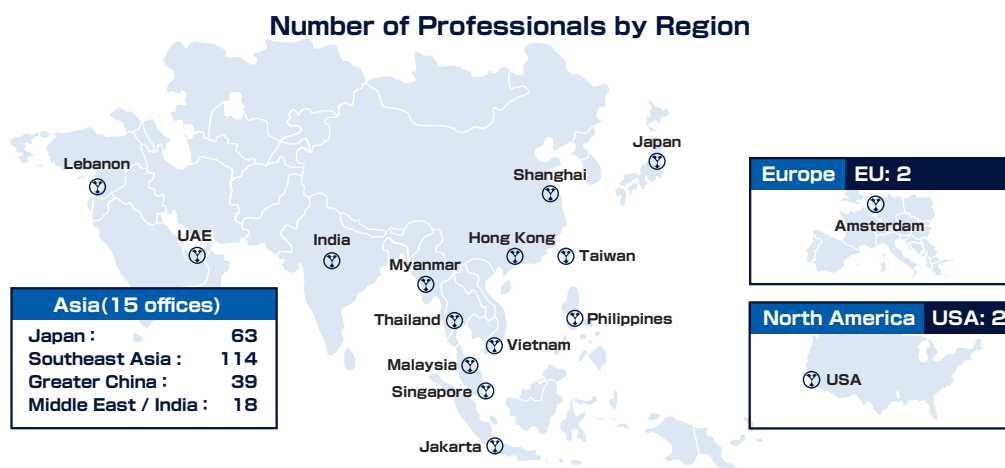 Number of Professionals by Region
Lebanon
UAE
India
Myanmar
Thailand
Malaysia
Singapore
Jakarta
Vietnam
Philippines
Hong Kong
Taiwan
Shanghai
Japan
Asia(15 offices)
Japan : 63
Southeast Asia : 114
Greater China : 39
Middle East / India : 18
Europe EU: 2
Amsterdam
North America USA: 2
USA